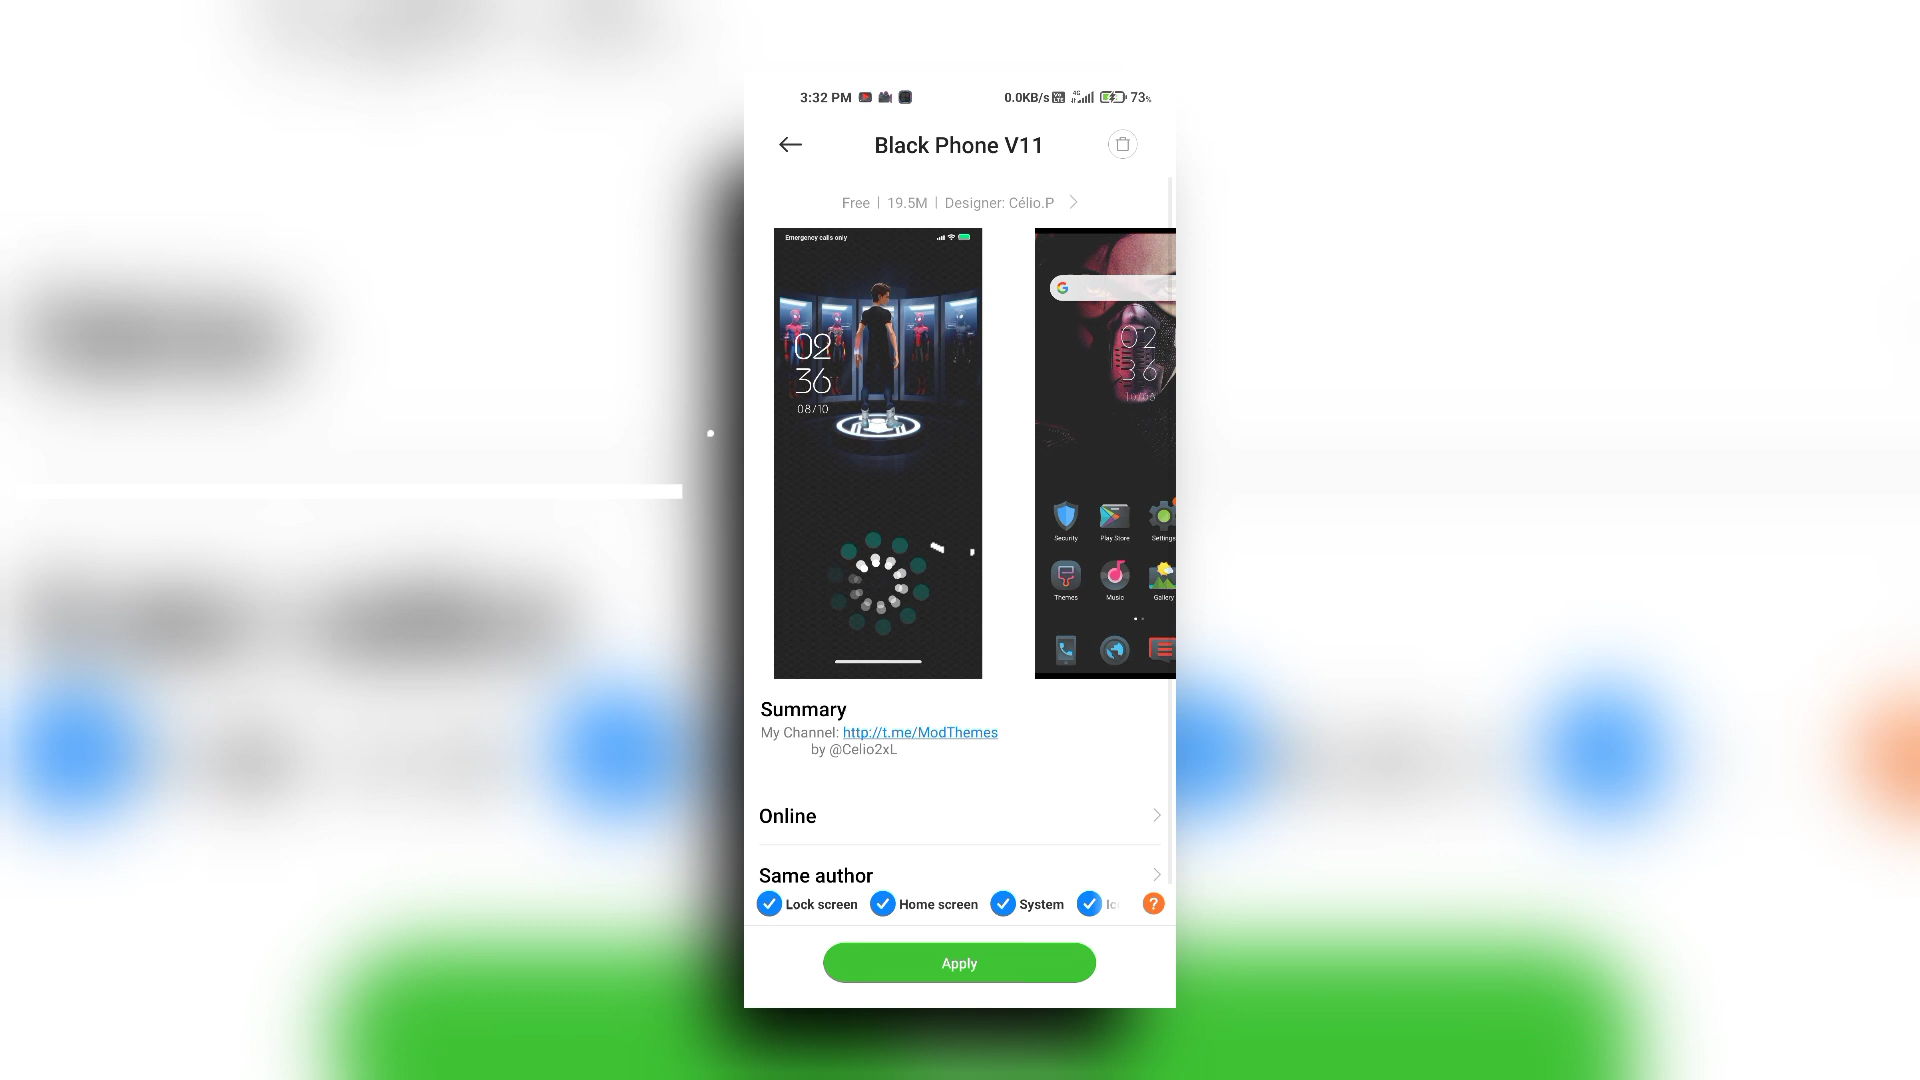 3:32 PM 0.0KB/s 4G 73%
Black Phone V11
Free | 19.5M | Designer: Célio.P
Emergency calls only
02
36
08/10
02
36
Security Play Store Settings
Themes Music Gallery
Summary
My Channel: http://t.me/ModThemes
by @Celio2xL
Online
Same author
Lock screen Home screen System Ic ?
Apply